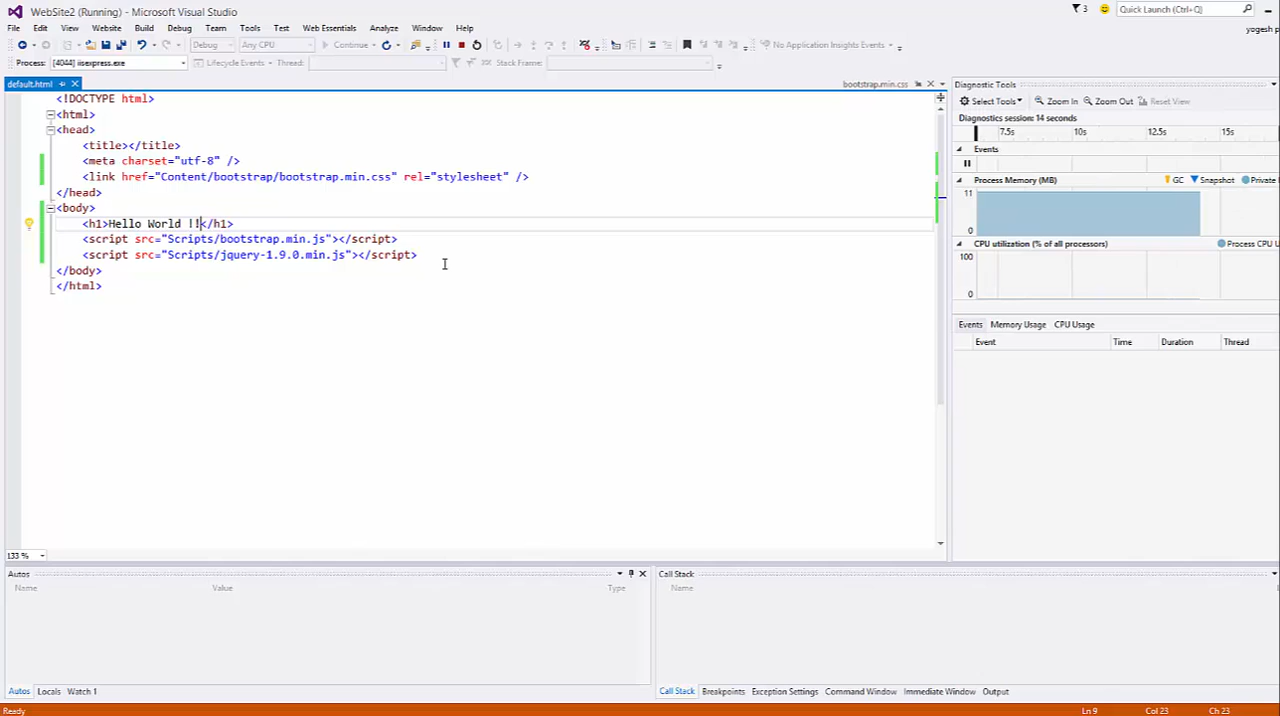 WebSite2 (Running) - Microsoft Visual Studio
3
Quick Launch (Ctrl+Q)
File Edit View Website Build Debug Team Tools Test Web Essentials Analyze Window Help
yogesh p
Debug Any CPU Continue No Application Insights Events
Process: [4044] iisexpress.exe Lifecycle Events Thread: Stack Frame:
default.html bootstrap.min.css
<!DOCTYPE html>
<html>
<head>
<title></title>
<meta charset="utf-8" />
<link href="Content/bootstrap/bootstrap.min.css" rel="stylesheet" />
</head>
<body>
<h1>Hello World !!</h1>
<script src="Scripts/bootstrap.min.js"></script>
<script src="Scripts/jquery-1.9.0.min.js"></script>
</body>
</html>
133 %
Diagnostic Tools
Select Tools Zoom In Zoom Out Reset View
Diagnostics session: 14 seconds
7.5s 10s 12.5s 15s
Events
Process Memory (MB) GC Snapshot Private
11
0
CPU utilization (% of all processors) Process CPU U
100
0
Events Memory Usage CPU Usage
Event Time Duration Thread
Autos
Name Value Type
Call Stack
Name
Autos Locals Watch 1
Call Stack Breakpoints Exception Settings Command Window Immediate Window Output
Ready Ln 9 Col 23 Ch 23